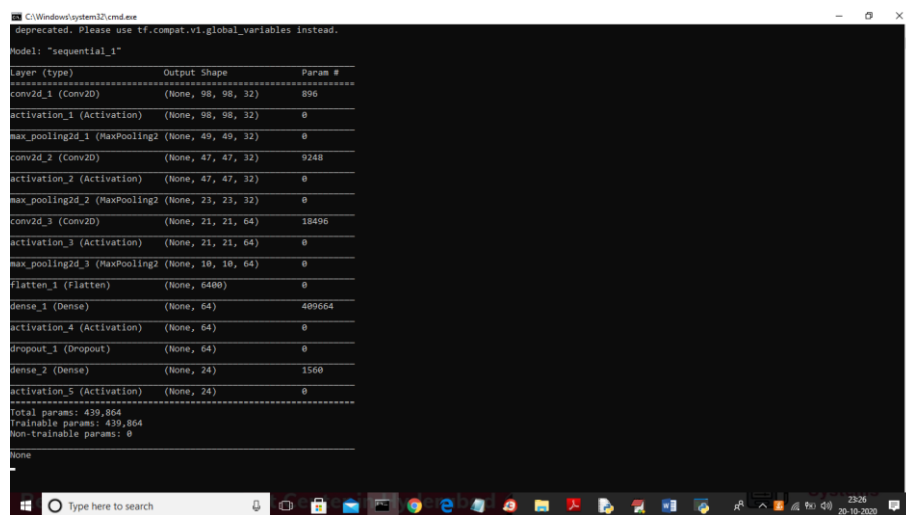 C:\Windows\system32\cmd.exe
deprecated. Please use tf.compat.v1.global_variables instead.
Model: "sequential_1"
Layer (type) Output Shape Param #
conv2d_1 (Conv2D) (None, 98, 98, 32) 896
activation_1 (Activation) (None, 98, 98, 32) 0
max_pooling2d_1 (MaxPooling2 (None, 49, 49, 32) 0
conv2d_2 (Conv2D) (None, 47, 47, 32) 9248
activation_2 (Activation) (None, 47, 47, 32) 0
max_pooling2d_2 (MaxPooling2 (None, 23, 23, 32) 0
conv2d_3 (Conv2D) (None, 21, 21, 64) 18496
activation_3 (Activation) (None, 21, 21, 64) 0
max_pooling2d_3 (MaxPooling2 (None, 10, 10, 64) 0
flatten_1 (Flatten) (None, 6400) 0
dense_1 (Dense) (None, 64) 409664
activation_4 (Activation) (None, 64) 0
dropout_1 (Dropout) (None, 64) 0
dense_2 (Dense) (None, 24) 1560
activation_5 (Activation) (None, 24) 0
Total params: 439,864
Trainable params: 439,864
Non-trainable params: 0
None
Type here to search
23:26
20-10-2020